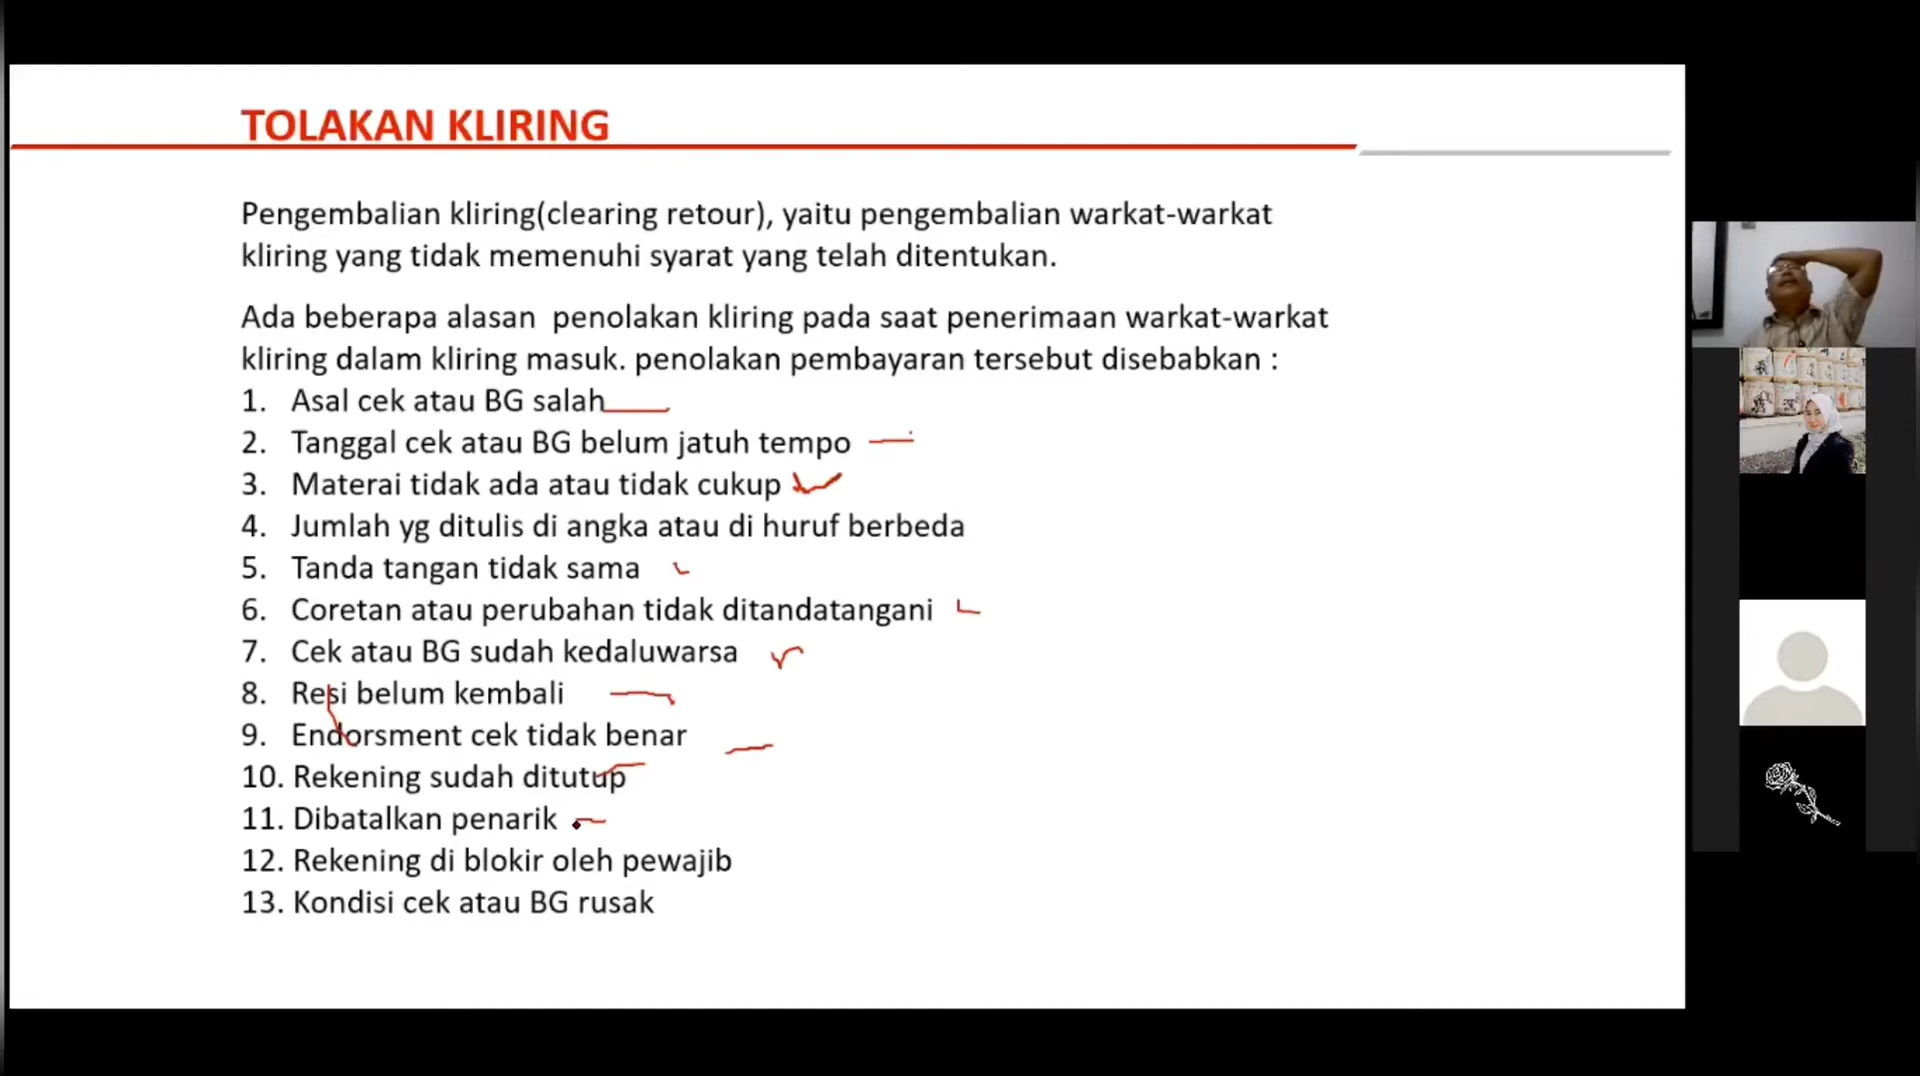 TOLAKAN KLIRING
Pengembalian kliring(clearing retour), yaitu pengembalian warkat-warkat
kliring yang tidak memenuhi syarat yang telah ditentukan.
Ada beberapa alasan penolakan kliring pada saat penerimaan warkat-warkat
kliring dalam kliring masuk. penolakan pembayaran tersebut disebabkan :
1. Asal cek atau BG salah
2. Tanggal cek atau BG belum jatuh tempo
3. Materai tidak ada atau tidak cukup
4. Jumlah yg ditulis di angka atau di huruf berbeda
5. Tanda tangan tidak sama
6. Coretan atau perubahan tidak ditandatangani
7. Cek atau BG sudah kedaluwarsa
8. Resi belum kembali
9. Endorsment cek tidak benar
10. Rekening sudah ditutup
11. Dibatalkan penarik
12. Rekening di blokir oleh pewajib
13. Kondisi cek atau BG rusak